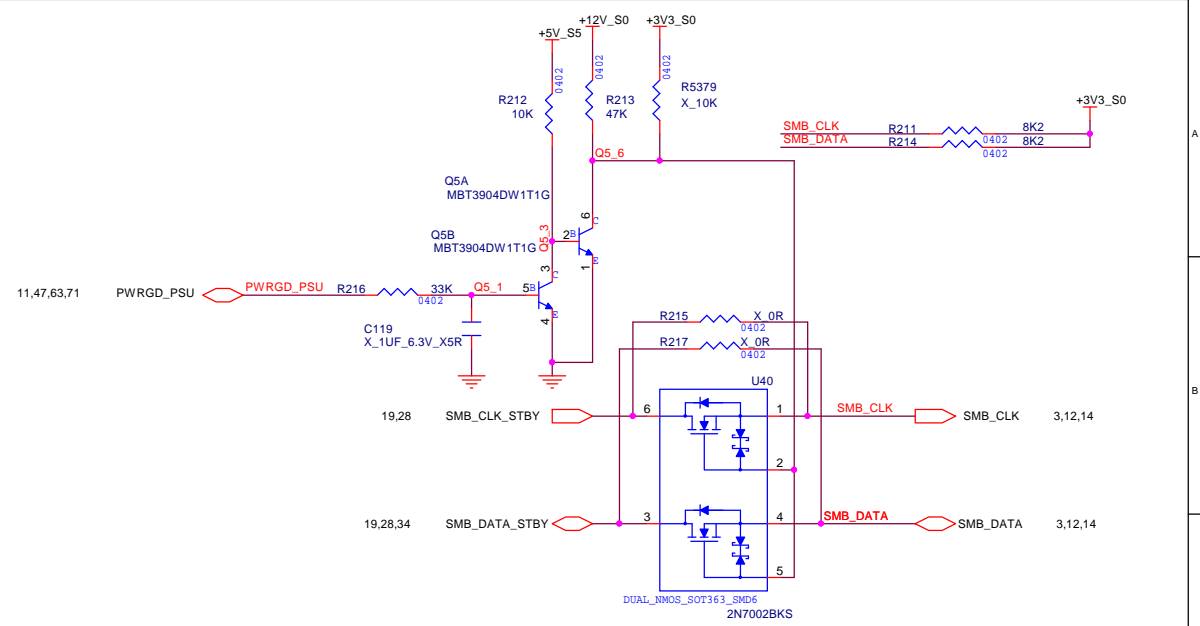 +5V_S5
+12V_S0
+3V3_S0
0402
0402
0402
R212
10K
R213
47K
R5379
X_10K
+3V3_S0
SMB_CLK
R211
8K2
0402
SMB_DATA
R214
8K2
0402
A
Q5_6
Q5A
MBT3904DW1T1G
Q5B
MBT3904DW1T1G
Q5_3
2
B
6
C
1
E
11,47,63,71
PWRGD_PSU
PWRGD_PSU
R216
33K
0402
Q5_1
5
B
3
C
4
E
C119
X_1UF_6.3V_X5R
R215
X_0R
0402
R217
X_0R
0402
U40
B
19,28
SMB_CLK_STBY
6
1
SMB_CLK
SMB_CLK
3,12,14
2
19,28,34
SMB_DATA_STBY
3
4
SMB_DATA
SMB_DATA
3,12,14
5
DUAL_NMOS_SOT363_SMD6
2N7002BKS